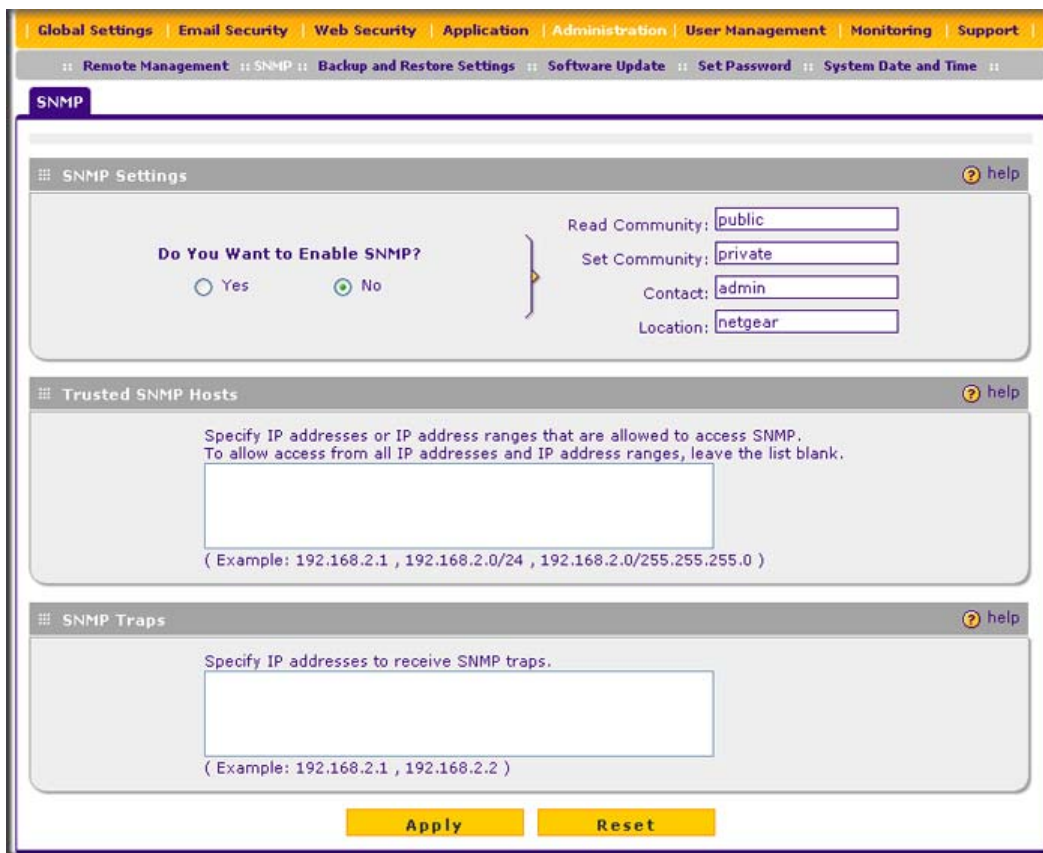 Global Settings | Email Security | Web Security | Application | Administration | User Management | Monitoring | Support
:: Remote Management :: SNMP :: Backup and Restore Settings :: Software Update :: Set Password :: System Date and Time ::
SNMP
SNMP Settings
? help
Do You Want to Enable SNMP?
Yes
No
Read Community: public
Set Community: private
Contact: admin
Location: netgear
Trusted SNMP Hosts
? help
Specify IP addresses or IP address ranges that are allowed to access SNMP.
To allow access from all IP addresses and IP address ranges, leave the list blank.
( Example: 192.168.2.1 , 192.168.2.0/24 , 192.168.2.0/255.255.255.0 )
SNMP Traps
? help
Specify IP addresses to receive SNMP traps.
( Example: 192.168.2.1 , 192.168.2.2 )
Apply
Reset